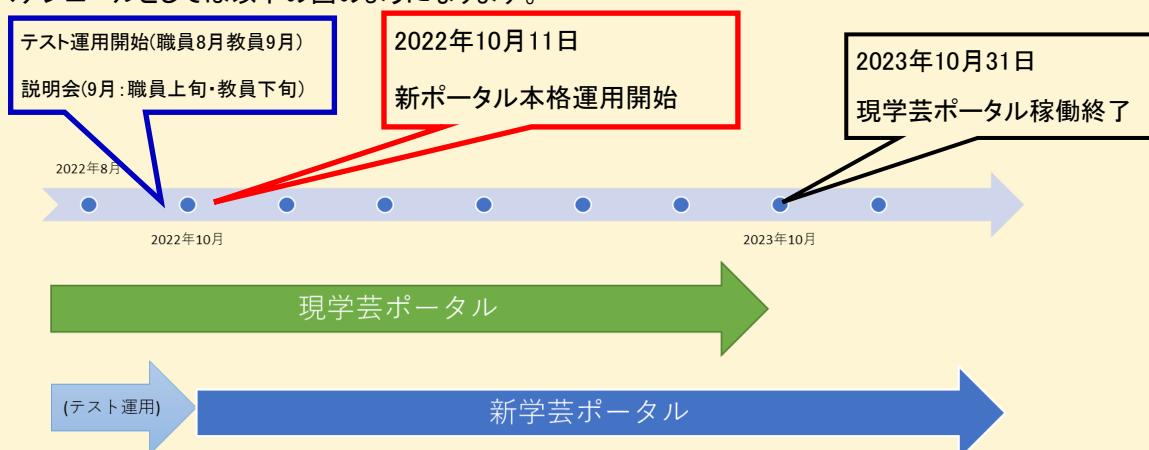 テスト運用開始(職員8月教員9月)
説明会(9月:職員上旬・教員下旬)
2022年10月11日
新ポータル本格運用開始
2023年10月31日
現学芸ポータル稼働終了
2022年8月
2022年10月
2023年10月
現学芸ポータル
(テスト運用)
新学芸ポータル